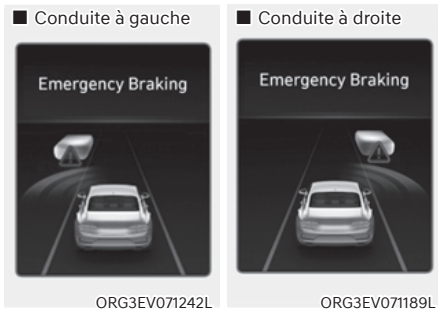 ■ Conduite à gauche
Emergency Braking
ORG3EV071242L
■ Conduite à droite
Emergency Braking
ORG3EV071189L